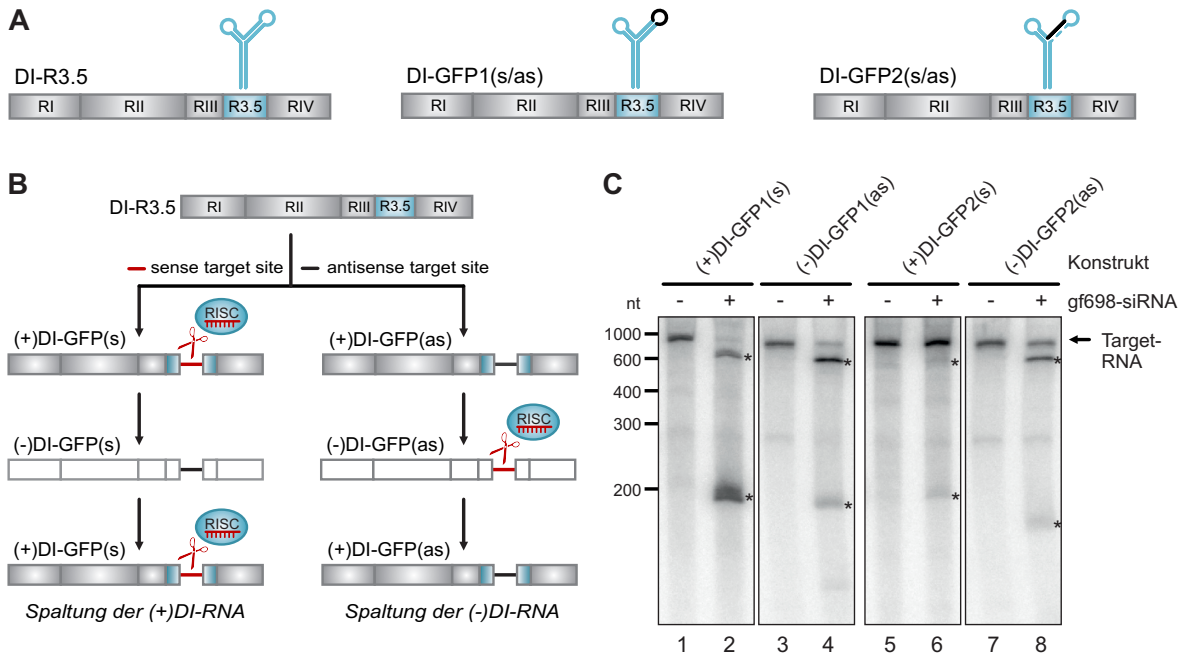 A
DI-R3.5
RI RII RIII R3.5 RIV
DI-GFP1(s/as)
RI RII RIII R3.5 RIV
DI-GFP2(s/as)
RI RII RIII R3.5 RIV
B
DI-R3.5 RI RII RIII R3.5 RIV
sense target site antisense target site
(+)DI-GFP(s)
RISC
(+)DI-GFP(as)
(-)DI-GFP(s)
(-)DI-GFP(as)
RISC
(+)DI-GFP(s)
RISC
(+)DI-GFP(as)
Spaltung der (+)DI-RNA
Spaltung der (-)DI-RNA
C
(+)DI-GFP1(s)
(-)DI-GFP1(as)
(+)DI-GFP2(s)
(-)DI-GFP2(as)
Konstrukt
nt - + - + - + - + gf698-siRNA
1000
600
400
300
200
Target-
RNA
* * * *
* * * *
1 2 3 4 5 6 7 8